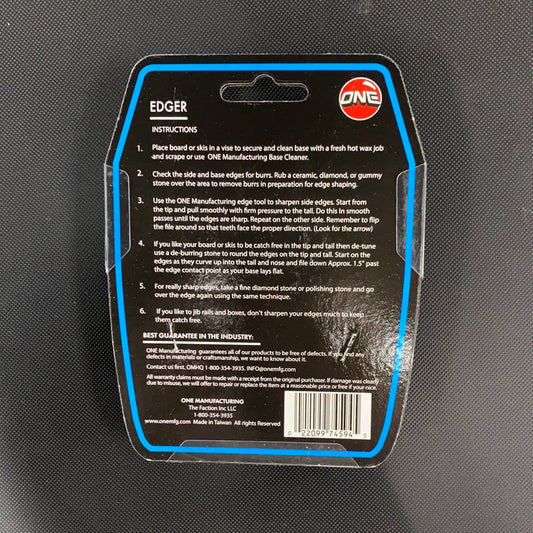 EDGER
ONE
INSTRUCTIONS
1. Place board or skis in a vise to secure and clean base with a fresh hot wax job
and scrape or use ONE Manufacturing Base Cleaner.
2. Check the side and base edges for burrs. Rub a ceramic, diamond, or gummy
stone over the area to remove burrs in preparation for edge shaping.
3. Use the ONE Manufacturing edge tool to sharpen side edges. Start from
the tip and pull smoothly with firm pressure to the tail. Do this in smooth
passes until the edges are sharp. Repeat on the other side. Remember to flip
the file around so that teeth face the proper direction. (Look for the arrow)
4. If you like your board or skis to be catch free in the tip and tail then de-tune
use a de-burring stone to round the edges on the tip and tail. Start on the
edges as they curve up into the tail and nose and file down Approx. 1.5" past
the edge contact point as your base lays flat.
5. For really sharp edges, take a fine diamond stone or polishing stone and go
over the edge again using the same technique.
6. If you like to jib rails and boxes, don't sharpen your edges much to keep
them catch free.
BEST GUARANTEE IN THE INDUSTRY:
ONE Manufacturing guarantees all of our products to be free of defects. If you find any
defects in materials or craftsmanship, we want to know about it.
Contact us first. OMHQ 1-800-354-3935. INFO@onemfg.com
All warranty claims must be made with a receipt from the original purchaser. If damage was clearly
due to misuse, we will offer to repair or replace the item at a reasonable price or free if your nice.
ONE MANUFACTURING
The Faction Inc LLC
1-800-354-3935
www.onemfg.com Made in Taiwan All rights Reserved
0 22099 74594 5